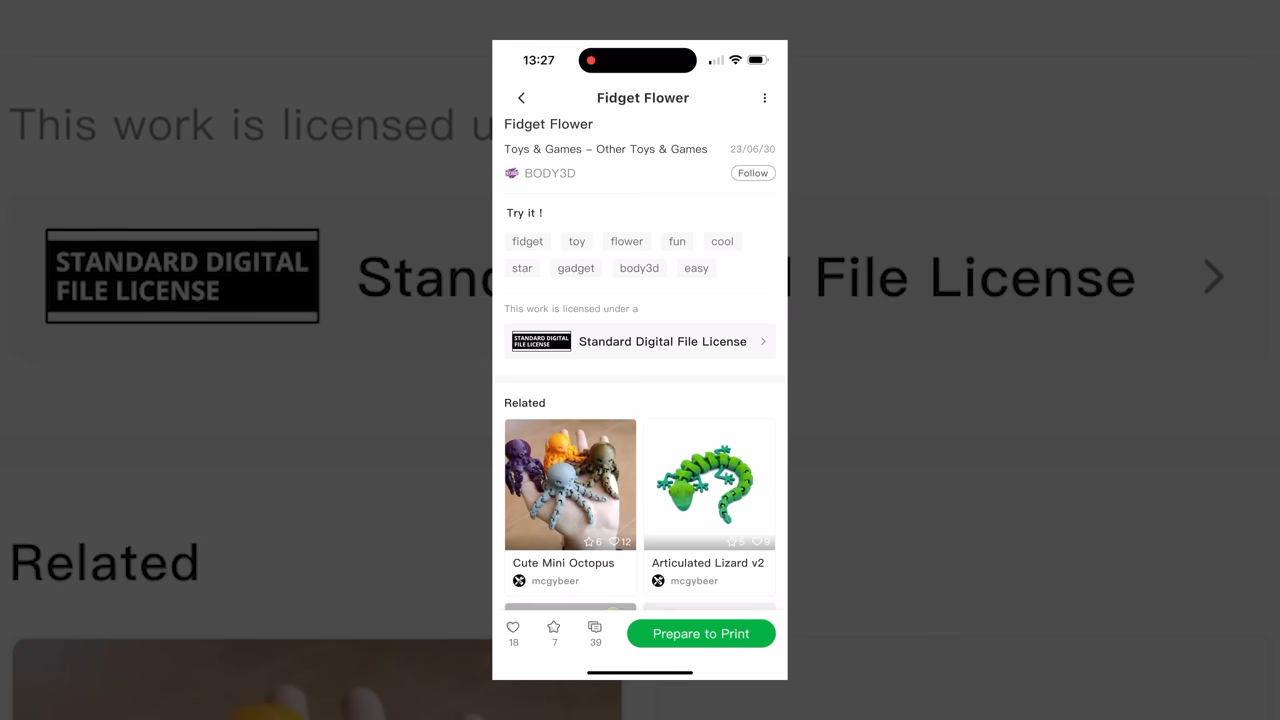 13:27
Fidget Flower
Fidget Flower
Toys & Games – Other Toys & Games 23/06/30
BODY3D Follow
Try it !
fidget toy flower fun cool
star gadget body3d easy
This work is licensed under a
STANDARD DIGITAL
FILE LICENSE
Standard Digital File License
Related
6 12
5 9
Cute Mini Octopus
mcgybeer
Articulated Lizard v2
mcgybeer
18 7 39
Prepare to Print
This work is licensed u
STANDARD DIGITAL
FILE LICENSE
Stan
File License
Related